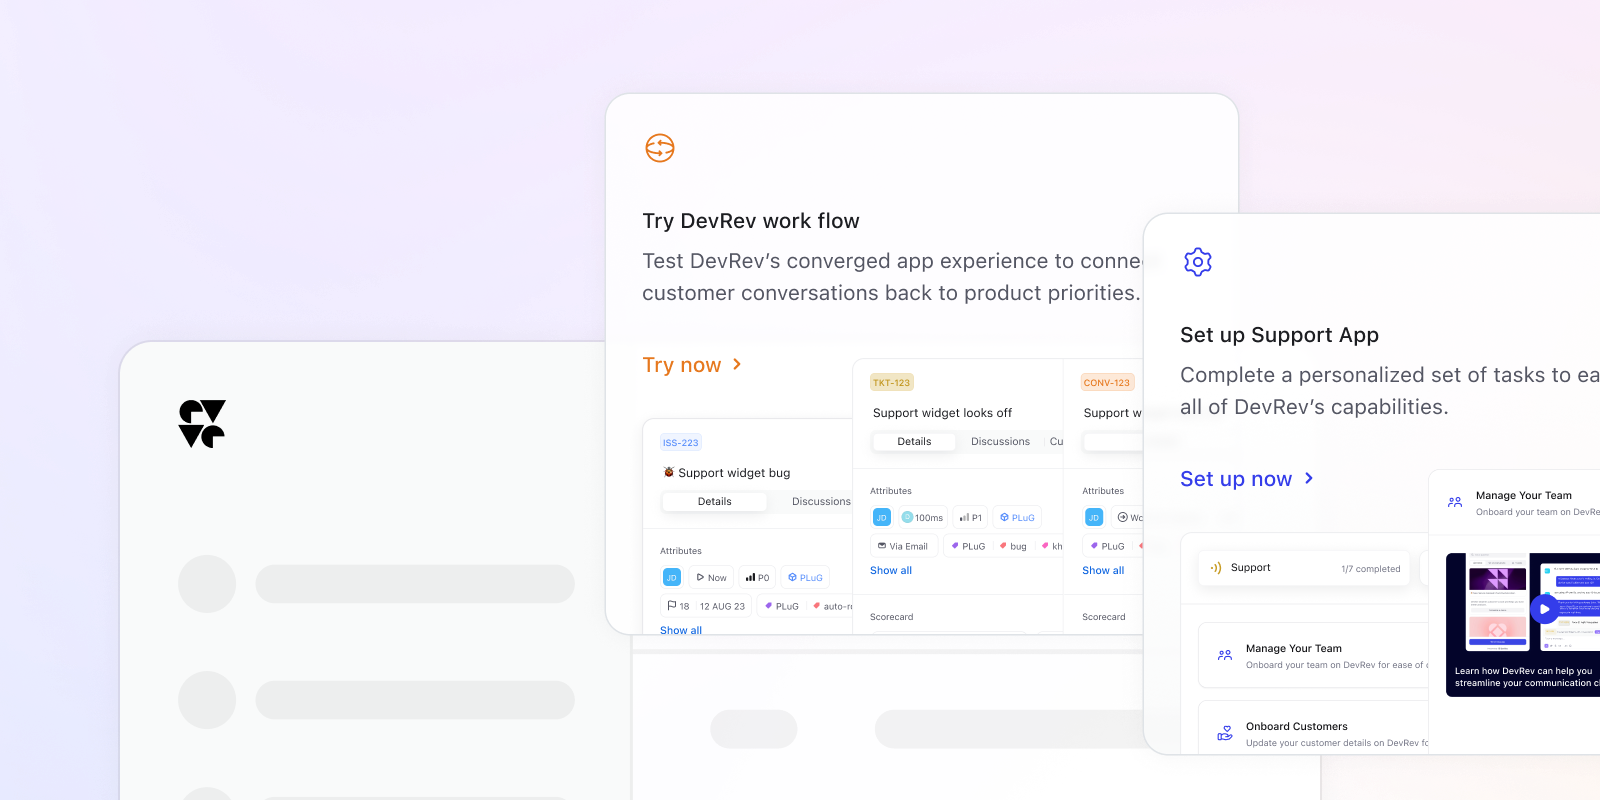 Try DevRev work flow
Test DevRev’s converged app experience to conne
customer conversations back to product priorities.
Try now
ISS-223
Support widget bug
Details Discussions
Attributes
JD Now P0 PLuG
18 12 AUG 23 PLuG auto-r
Show all
TKT-123
Support widget looks off
Details Discussions Cu
Attributes
JD 100ms P1 PLuG
Via Email PLuG bug kh
Show all
Scorecard
CONV-123
Support w
Attributes
JD Wo
PLuG
Show all
Scorecard
Set up Support App
Complete a personalized set of tasks to ea
all of DevRev’s capabilities.
Set up now
Support 1/7 completed
Manage Your Team
Onboard your team on DevRev for ease of
Onboard Customers
Update your customer details on DevRev fo
Manage Your Team
Onboard your team on DevRe
Learn how DevRev can help you
streamline your communication c